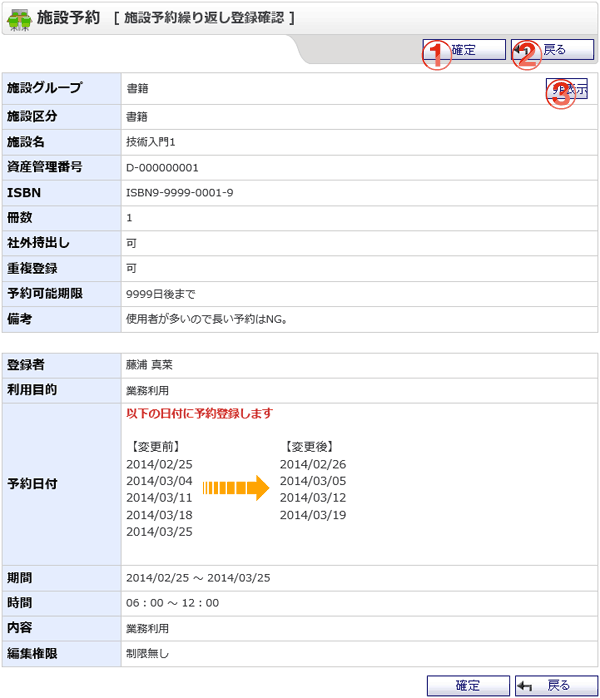 施設予約 [ 施設予約繰り返し登録確認 ]
① 確定 ② 戻る
施設グループ 書籍 ③ 非表示
施設区分 書籍
施設名 技術入門1
資産管理番号 D-000000001
ISBN ISBN9-9999-0001-9
冊数 1
社外持出し 可
重複登録 可
予約可能期限 9999日後まで
備考 使用者が多いので長い予約はNG。
登録者 藤浦 真菜
利用目的 業務利用
予約日付 以下の日付に予約登録します
【変更前】 【変更後】
2014/02/25 2014/02/26
2014/03/04 2014/03/05
2014/03/11 2014/03/12
2014/03/18 2014/03/19
2014/03/25
期間 2014/02/25 ～ 2014/03/25
時間 06：00 ～ 12：00
内容 業務利用
編集権限 制限無し
確定 戻る